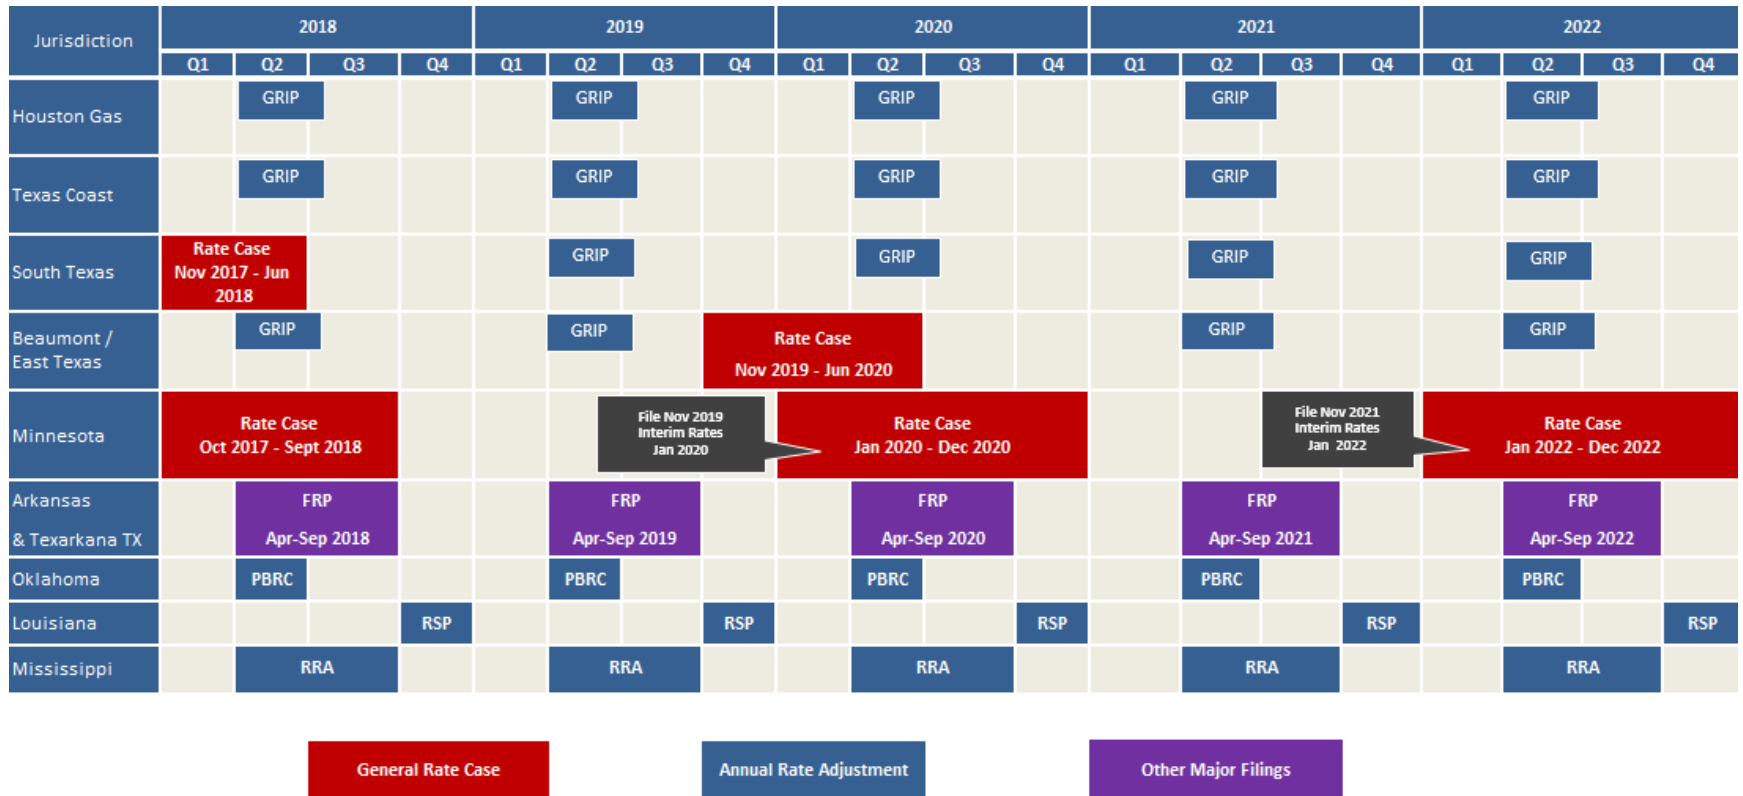 Jurisdiction
2018
2019
2020
2021
2022
Q1 Q2 Q3 Q4 Q1 Q2 Q3 Q4 Q1 Q2 Q3 Q4 Q1 Q2 Q3 Q4 Q1 Q2 Q3 Q4
Houston Gas
GRIP
GRIP
GRIP
GRIP
GRIP
Texas Coast
GRIP
GRIP
GRIP
GRIP
GRIP
South Texas
Rate Case
Nov 2017 - Jun
2018
GRIP
GRIP
GRIP
GRIP
Beaumont /
East Texas
GRIP
GRIP
Rate Case
Nov 2019 - Jun 2020
GRIP
GRIP
Minnesota
Rate Case
Oct 2017 - Sept 2018
File Nov 2019
Interim Rates
Jan 2020
Rate Case
Jan 2020 - Dec 2020
File Nov 2021
Interim Rates
Jan 2022
Rate Case
Jan 2022 - Dec 2022
Arkansas
& Texarkana TX
FRP
Apr-Sep 2018
FRP
Apr-Sep 2019
FRP
Apr-Sep 2020
FRP
Apr-Sep 2021
FRP
Apr-Sep 2022
Oklahoma
PBRC
PBRC
PBRC
PBRC
PBRC
Louisiana
RSP
RSP
RSP
RSP
RSP
Mississippi
RRA
RRA
RRA
RRA
RRA
General Rate Case
Annual Rate Adjustment
Other Major Filings